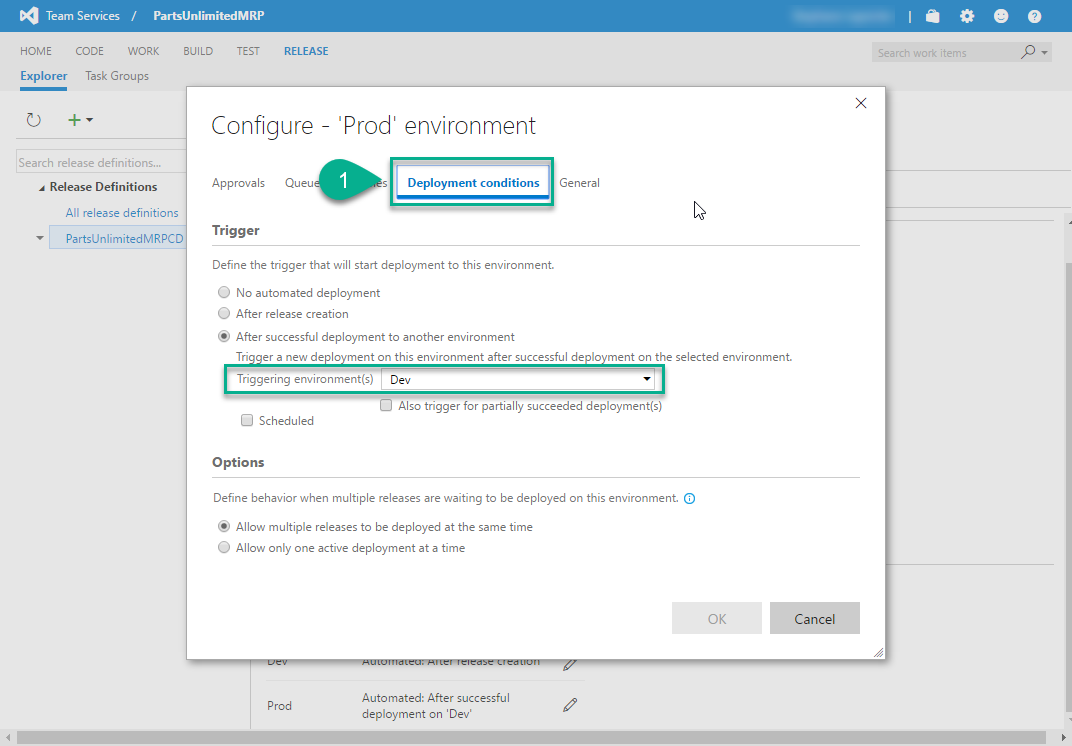 Team Services / PartsUnlimitedMRP
HOME CODE WORK BUILD TEST RELEASE
Search work items
Explorer Task Groups
Search release definitions...
Release Definitions
All release definitions
PartsUnlimitedMRPCD
Configure - 'Prod' environment
Approvals Queue 1 es Deployment conditions General
Trigger
Define the trigger that will start deployment to this environment.
No automated deployment
After release creation
After successful deployment to another environment
Trigger a new deployment on this environment after successful deployment on the selected environment.
Triggering environment(s) Dev
Also trigger for partially succeeded deployment(s)
Scheduled
Options
Define behavior when multiple releases are waiting to be deployed on this environment.
Allow multiple releases to be deployed at the same time
Allow only one active deployment at a time
OK Cancel
Dev Automated: After release creation
Prod Automated: After successful
deployment on 'Dev'